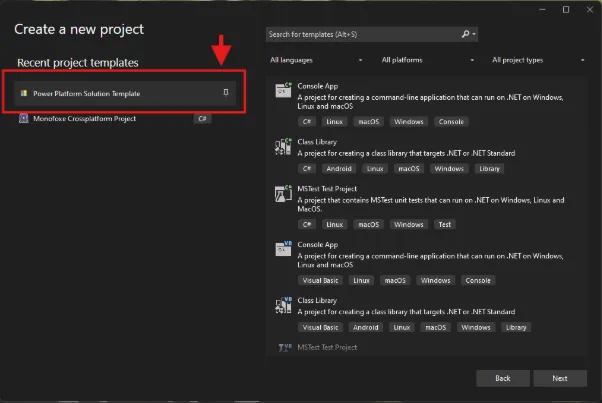 Create a new project
Recent project templates
Power Platform Solution Template
Monofoxe Crossplatform Project C#
Search for templates (Alt+S)
All languages All platforms All project types
Console App
A project for creating a command-line application that can run on .NET on Windows,
Linux and macOS
C# Linux macOS Windows Console
Class Library
A project for creating a class library that targets .NET or .NET Standard
C# Android Linux macOS Windows Library
MSTest Test Project
A project that contains MSTest unit tests that can run on .NET on Windows, Linux and
MacOS.
C# Linux macOS Windows Test
Console App
A project for creating a command-line application that can run on .NET on Windows,
Linux and macOS
Visual Basic Linux macOS Windows Console
Class Library
A project for creating a class library that targets .NET or .NET Standard
Visual Basic Android Linux macOS Windows Library
MSTest Test Project
Back Next